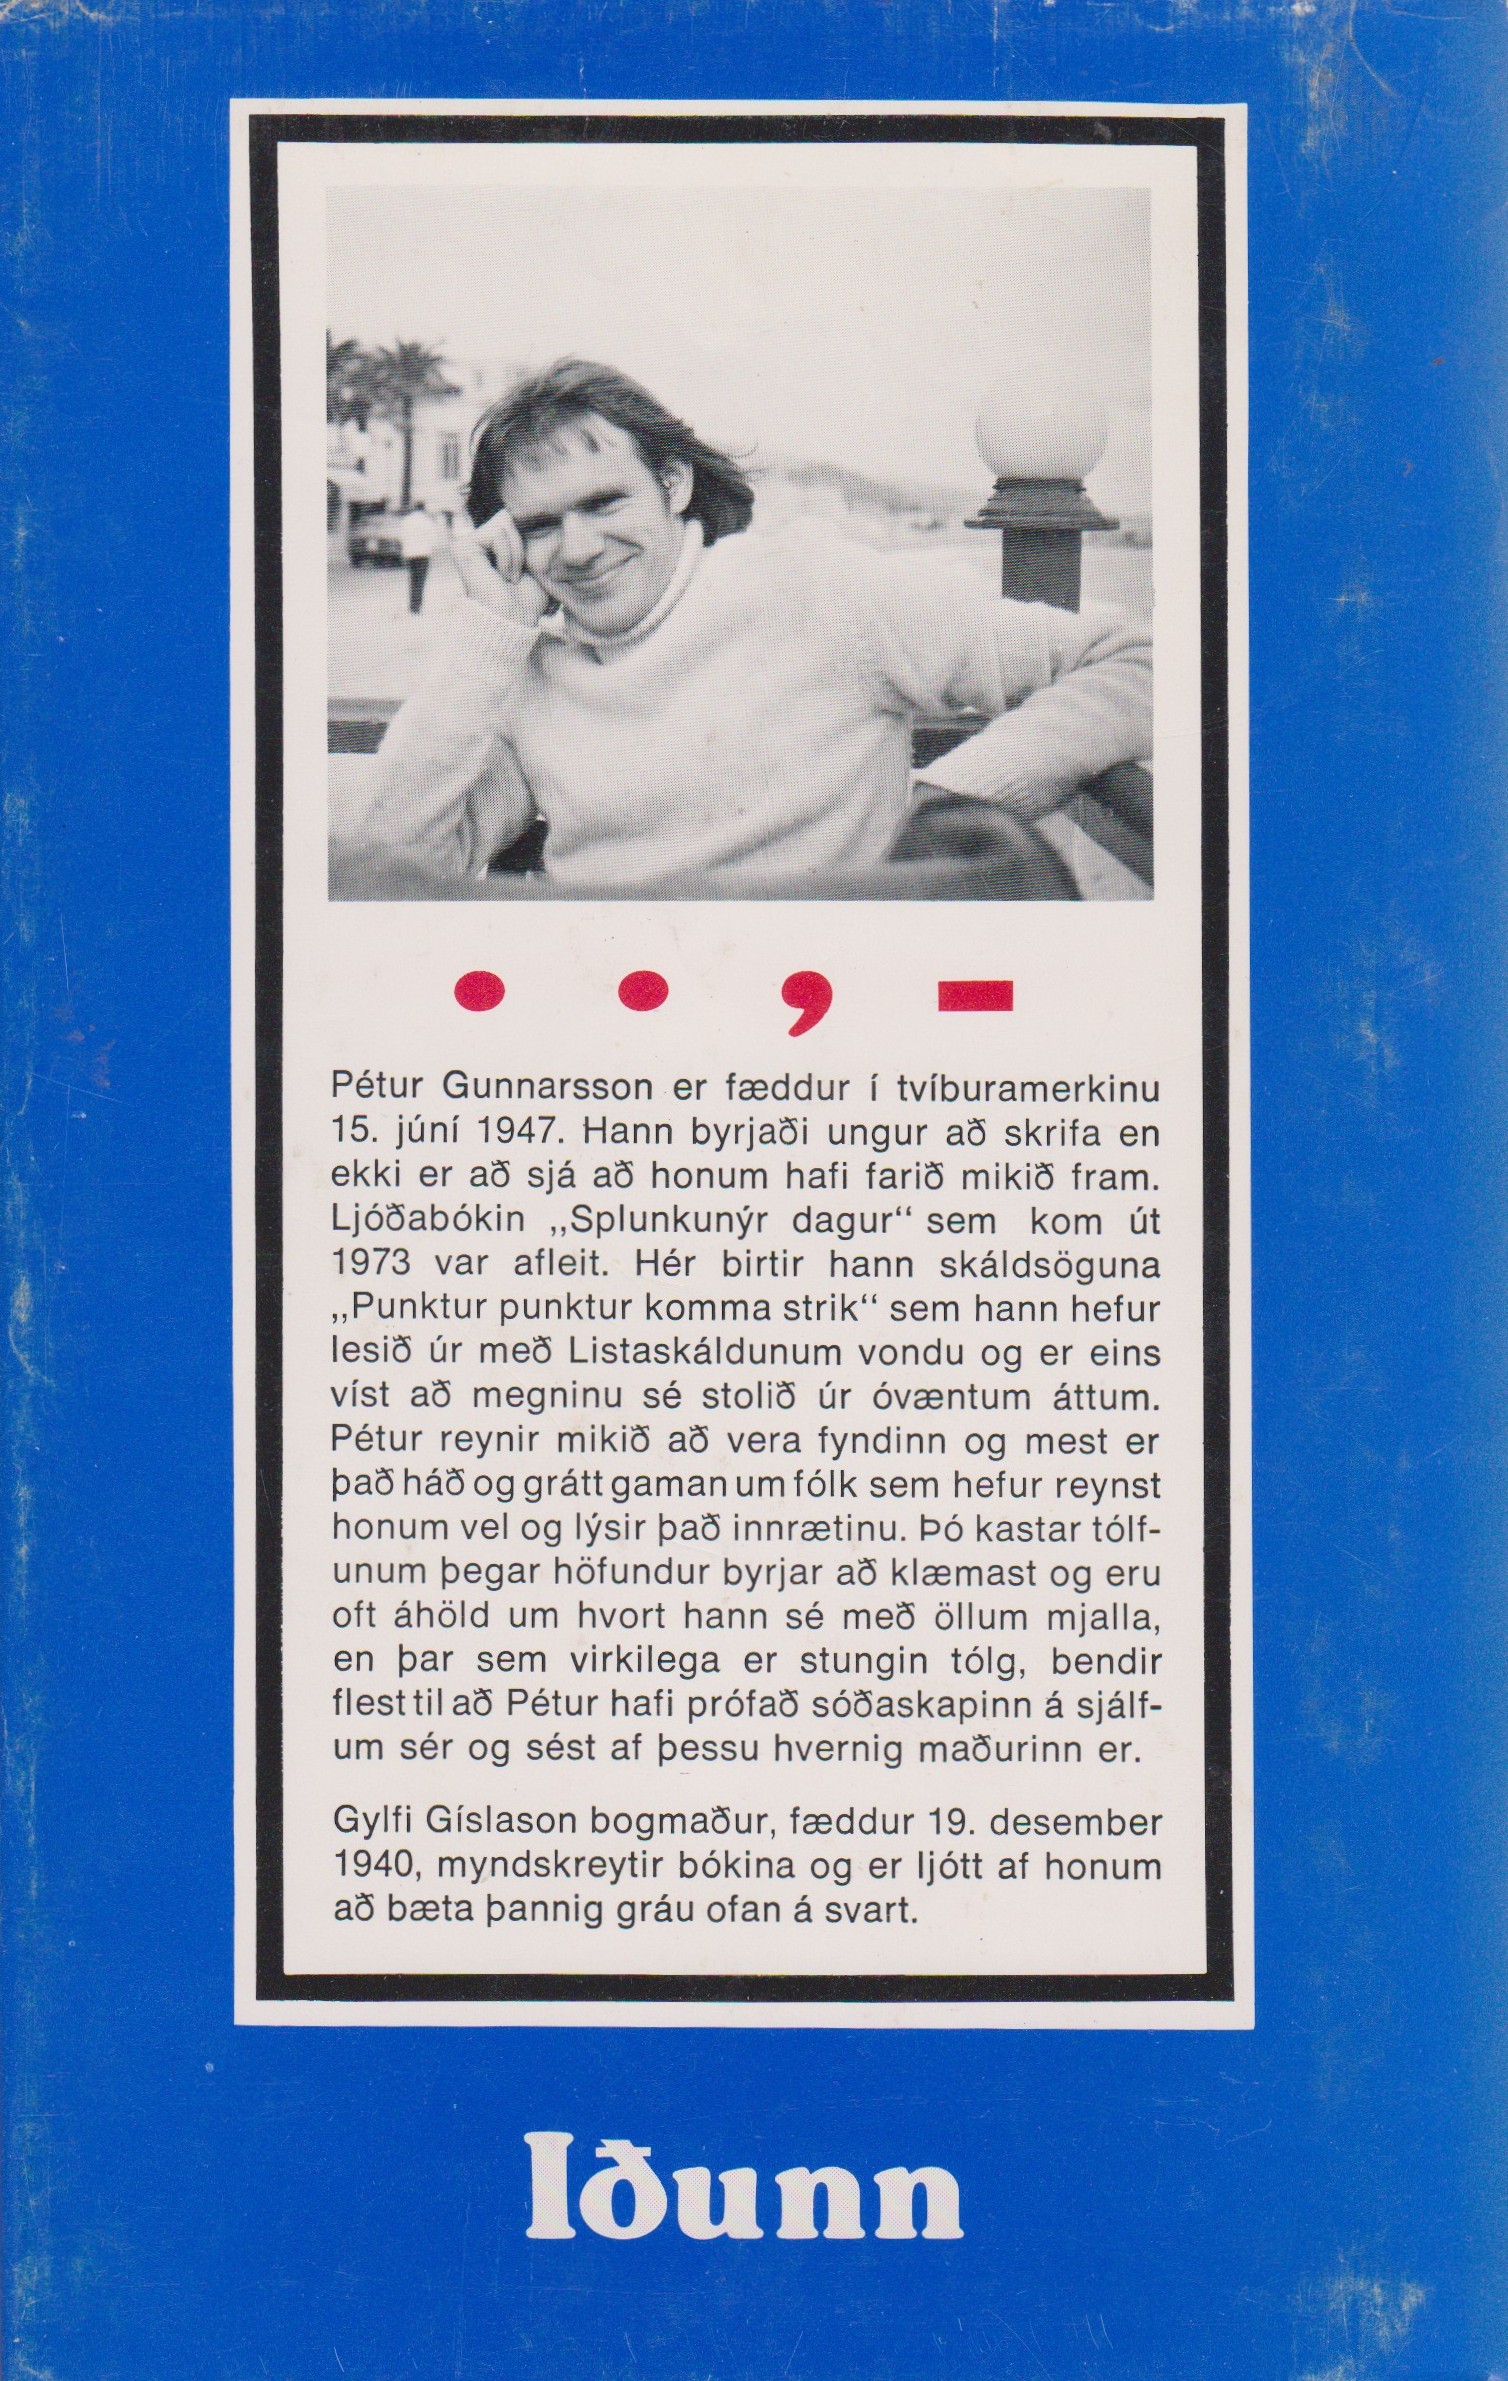 • • , -
Pétur Gunnarsson er fæddur í tvíburamerkinu
15. júní 1947. Hann byrjaði ungur að skrifa en
ekki er að sjá að honum hafi farið mikið fram.
Ljóðabókin ,,Splunkunýr dagur“ sem kom út
1973 var afleit. Hér birtir hann skáldsöguna
,,Punktur punktur komma strik“ sem hann hefur
lesið úr með Listaskáldunum vondu og er eins
víst að megninu sé stolið úr óvæntum áttum.
Pétur reynir mikið að vera fyndinn og mest er
það háð og grátt gaman um fólk sem hefur reynst
honum vel og lýsir það innrætinu. Þó kastar tólf-
unum þegar höfundur byrjar að klæmast og eru
oft áhöld um hvort hann sé með öllum mjalla,
en þar sem virkilega er stungin tólg, bendir
flest til að Pétur hafi prófað sóðaskapinn á sjálf-
um sér og sést af þessu hvernig maðurinn er.
Gylfi Gíslason bogmaður, fæddur 19. desember
1940, myndskreytir bókina og er ljótt af honum
að bæta þannig gráu ofan á svart.
Iðunn